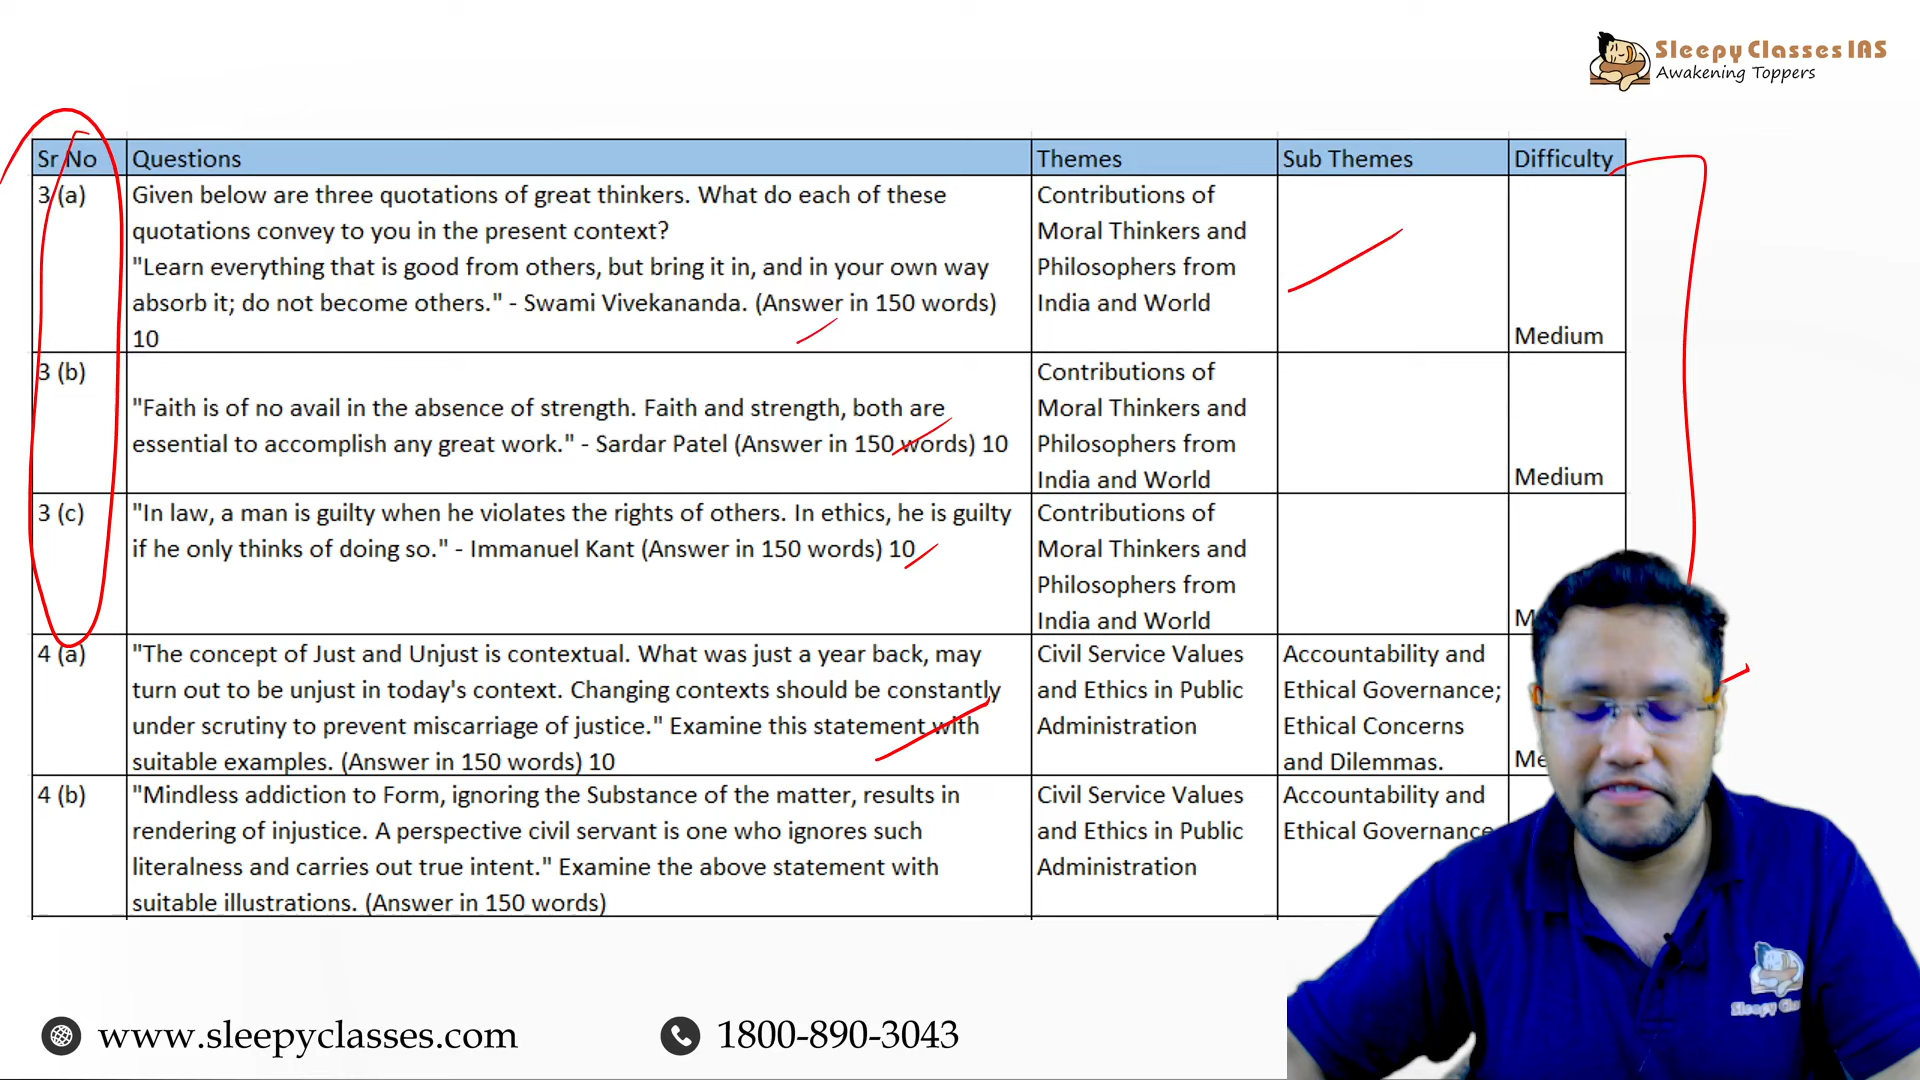 Sleepy Classes IAS
Awakening Toppers
Sr No Questions Themes Sub Themes Difficulty
3 (a) Given below are three quotations of great thinkers. What do each of these
quotations convey to you in the present context?
"Learn everything that is good from others, but bring it in, and in your own way
absorb it; do not become others." - Swami Vivekananda. (Answer in 150 words)
10
Contributions of
Moral Thinkers and
Philosophers from
India and World
Medium
3 (b)
"Faith is of no avail in the absence of strength. Faith and strength, both are
essential to accomplish any great work." - Sardar Patel (Answer in 150 words) 10
Contributions of
Moral Thinkers and
Philosophers from
India and World
Medium
3 (c) "In law, a man is guilty when he violates the rights of others. In ethics, he is guilty
if he only thinks of doing so." - Immanuel Kant (Answer in 150 words) 10
Contributions of
Moral Thinkers and
Philosophers from
India and World
4 (a) "The concept of Just and Unjust is contextual. What was just a year back, may
turn out to be unjust in today's context. Changing contexts should be constantly
under scrutiny to prevent miscarriage of justice." Examine this statement with
suitable examples. (Answer in 150 words) 10
Civil Service Values
and Ethics in Public
Administration
Accountability and
Ethical Governance;
Ethical Concerns
and Dilemmas.
4 (b) "Mindless addiction to Form, ignoring the Substance of the matter, results in
rendering of injustice. A perspective civil servant is one who ignores such
literalness and carries out true intent." Examine the above statement with
suitable illustrations. (Answer in 150 words)
Civil Service Values
and Ethics in Public
Administration
Accountability and
Ethical Governance
www.sleepyclasses.com
1800-890-3043